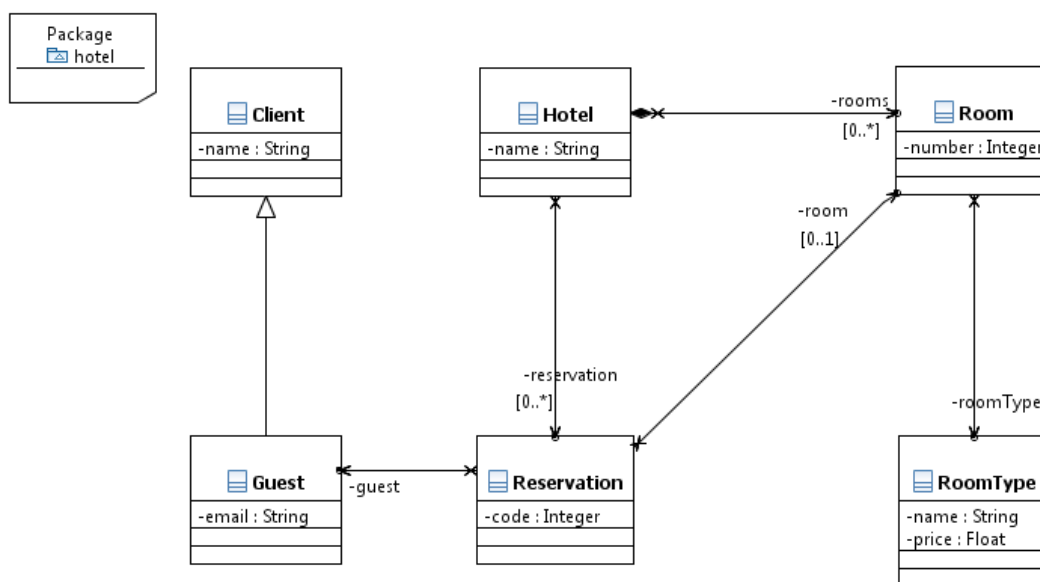 Package
hotel
Client
-name : String
Hotel
-name : String
-rooms
[0..*]
Room
-number : Integer
-room
[0..1]
-reservation
[0..*]
-roomType
Guest
-email : String
-guest
Reservation
-code : Integer
RoomType
-name : String
-price : Float